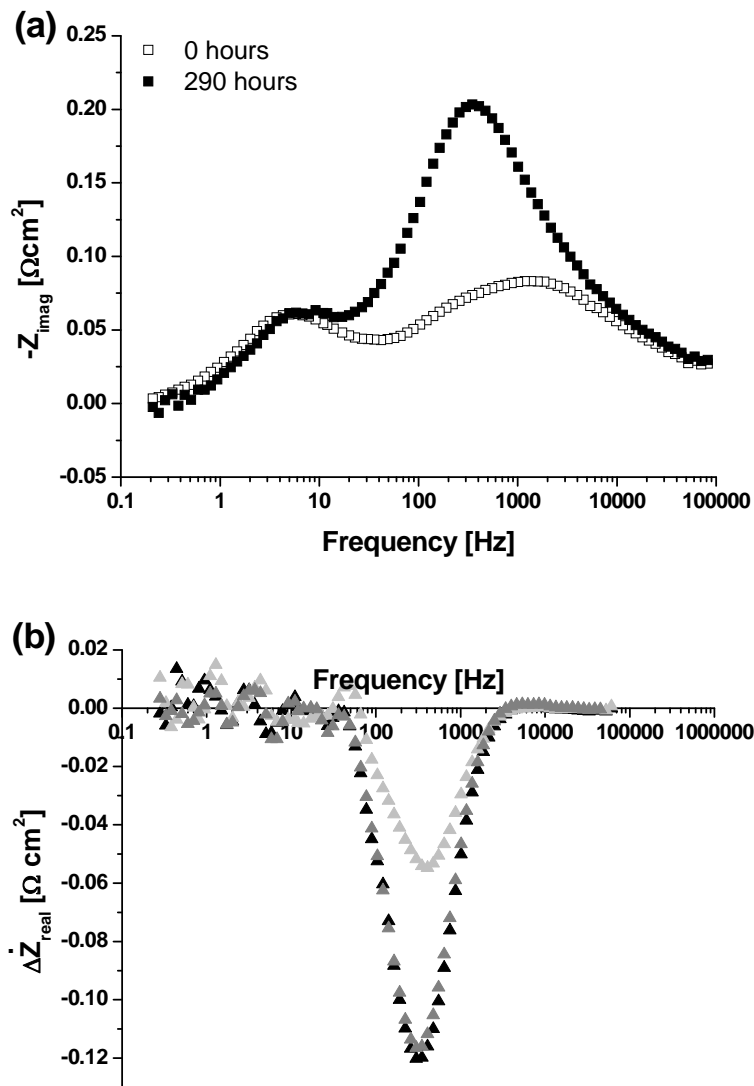 (a)
0.25
0.20
0.15
0.10
0.05
0.00
-0.05
0 hours
290 hours
-Z_imag [Ωcm²]
0.1 1 10 100 1000 10000 100000
Frequency [Hz]
(b)
0.02
0.00
-0.02
-0.04
-0.06
-0.08
-0.10
-0.12
Frequency [Hz]
0.1 1 10 100 1000 10000 100000 1000000
ΔŻ_real [Ω cm²]